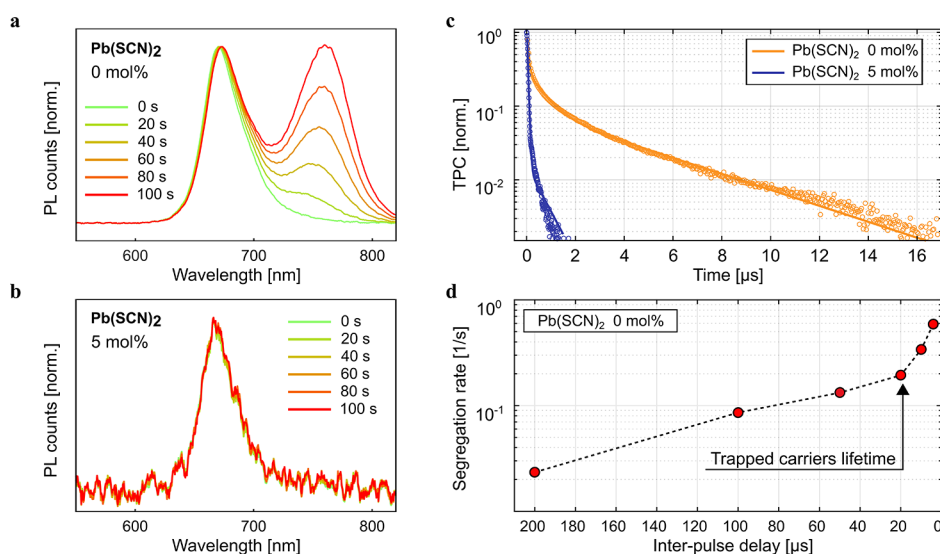 a
Pb(SCN)₂
0 mol%
0 s
20 s
40 s
60 s
80 s
100 s
PL counts [norm.]
600
700
800
Wavelength [nm]
b
Pb(SCN)₂
5 mol%
0 s
20 s
40 s
60 s
80 s
100 s
PL counts [norm.]
600
700
800
Wavelength [nm]
c
Pb(SCN)₂ 0 mol%
Pb(SCN)₂ 5 mol%
10⁰
10⁻¹
10⁻²
TPC [norm.]
0 2 4 6 8 10 12 14 16
Time [µs]
d
Pb(SCN)₂ 0 mol%
10⁰
10⁻¹
Segregation rate [1/s]
Trapped carriers lifetime
200 180 160 140 120 100 80 60 40 20 0
Inter-pulse delay [µs]